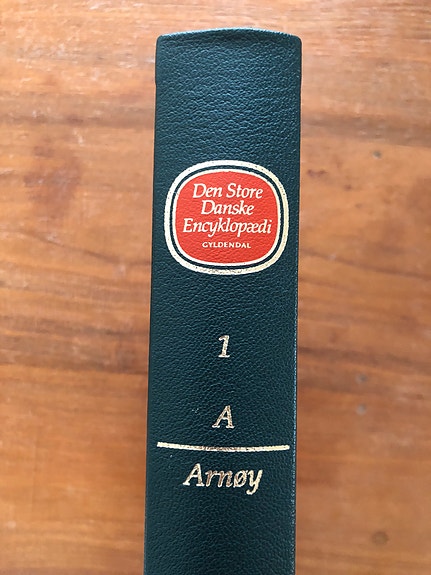 Den Store
Danske
Encyklopædi
GYLDENDAL
1
A
Arnøy